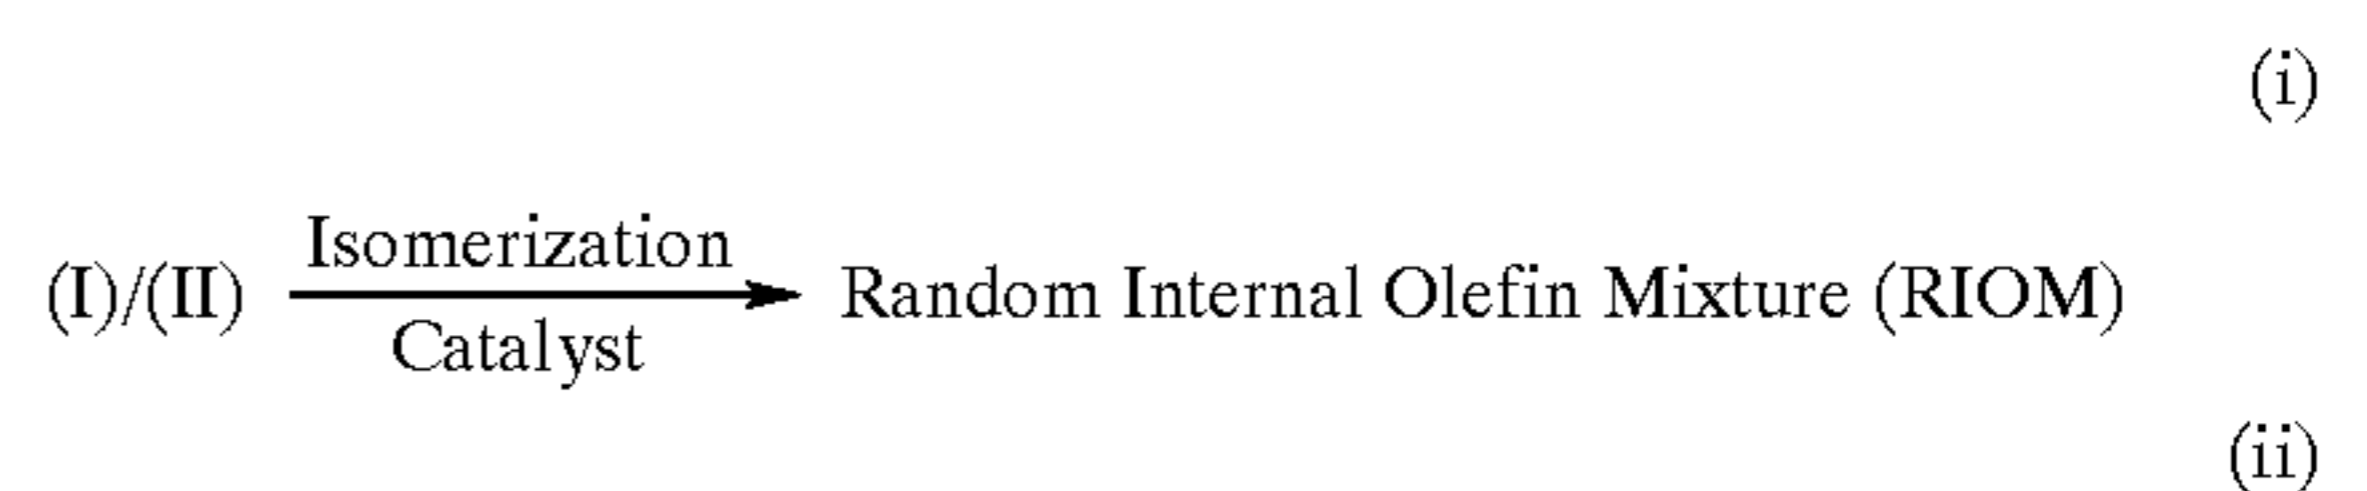 (i)
Isomerization
(I)/(II) Random Internal Olefin Mixture (RIOM)
Catalyst
(ii)